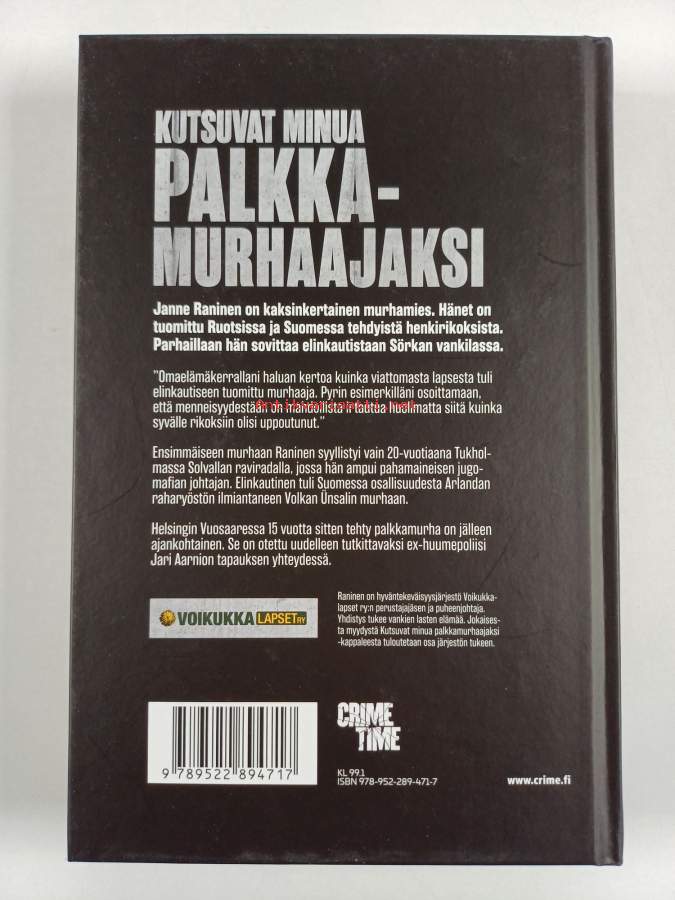 KUTSUVAT MINUA
PALKKA-
MURHAAJAKSI
Janne Raninen on kaksinkertainen murhamies. Hänet on
tuomittu Ruotsissa ja Suomessa tehdyistä henkirikoksista.
Parhaillaan hän sovittaa elinkautistaan Sörkan vankilassa.
"Omaelämäkerrallani haluan kertoa kuinka viattomasta lapsesta tuli
elinkautiseen tuomittu murhaaja. Pyrin esimerkilläni osoittamaan,
että menneisyydestään on mahdollista irtautua huolimatta siitä kuinka
antikvariaatti.net
syvälle rikoksiin olisi uppoutunut."
Ensimmäiseen murhaan Raninen syyllistyi vain 20-vuotiaana Tukhol-
massa Solvallan raviradalla, jossa hän ampui pahamaineisen jugo-
mafian johtajan. Elinkautinen tuli Suomessa osallisuudesta Arlandan
raharyöstön ilmiantaneen Volkan Ünsalin murhaan.
Helsingin Vuosaaressa 15 vuotta sitten tehty palkkamurha on jälleen
ajankohtainen. Se on otettu uudelleen tutkittavaksi ex-huumepoliisi
Jari Aarnion tapauksen yhteydessä.
VOIKUKKA LAPSET RY
Raninen on hyväntekeväisyysjärjestö Voikukka-
lapset ry:n perustajajäsen ja puheenjohtaja.
Yhdistys tukee vankien lasten elämää. Jokaises-
ta myydystä Kutsuvat minua palkkamurhaajaksi
-kappaleesta tuloutetaan osa järjestön tukeen.
CRIME
TIME
9 789522 894717
KL 99.1
ISBN 978-952-289-471-7
www.crime.fi